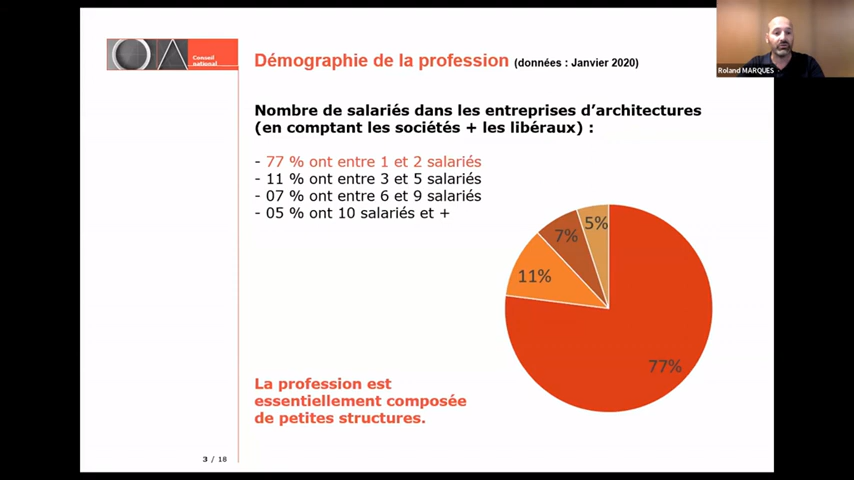 Conseil
national
Démographie de la profession (données : Janvier 2020)
Roland MARQUES
Nombre de salariés dans les entreprises d'architectures
(en comptant les sociétés + les libéraux) :
- 77 % ont entre 1 et 2 salariés
- 11 % ont entre 3 et 5 salariés
- 07 % ont entre 6 et 9 salariés
- 05 % ont 10 salariés et +
5%
7%
11%
77%
La profession est
essentiellement composée
de petites structures.
3 / 18